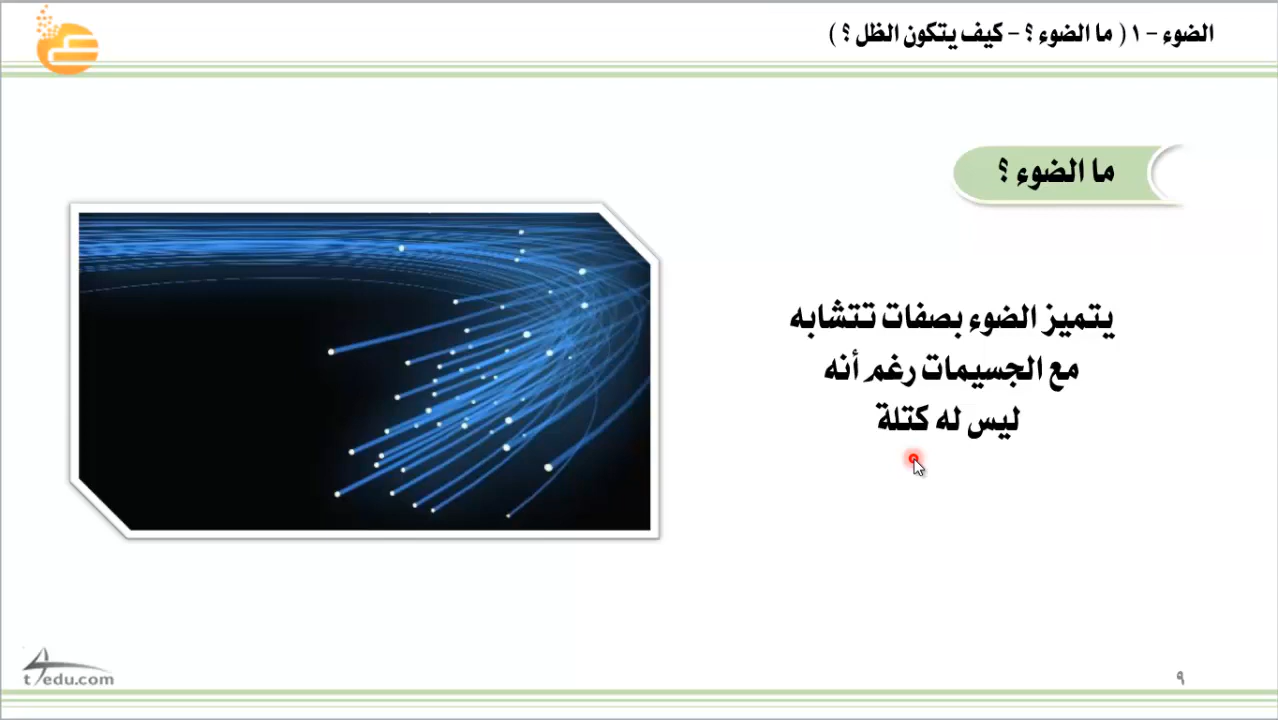 الضوء - ١ ( ما الضوء ؟ - كيف يتكون الظل ؟ )
ما الضوء ؟
يتميز الضوء بصفات تتشابه
مع الجسيمات رغم أنه
ليس له كتلة
t4edu.com
٩